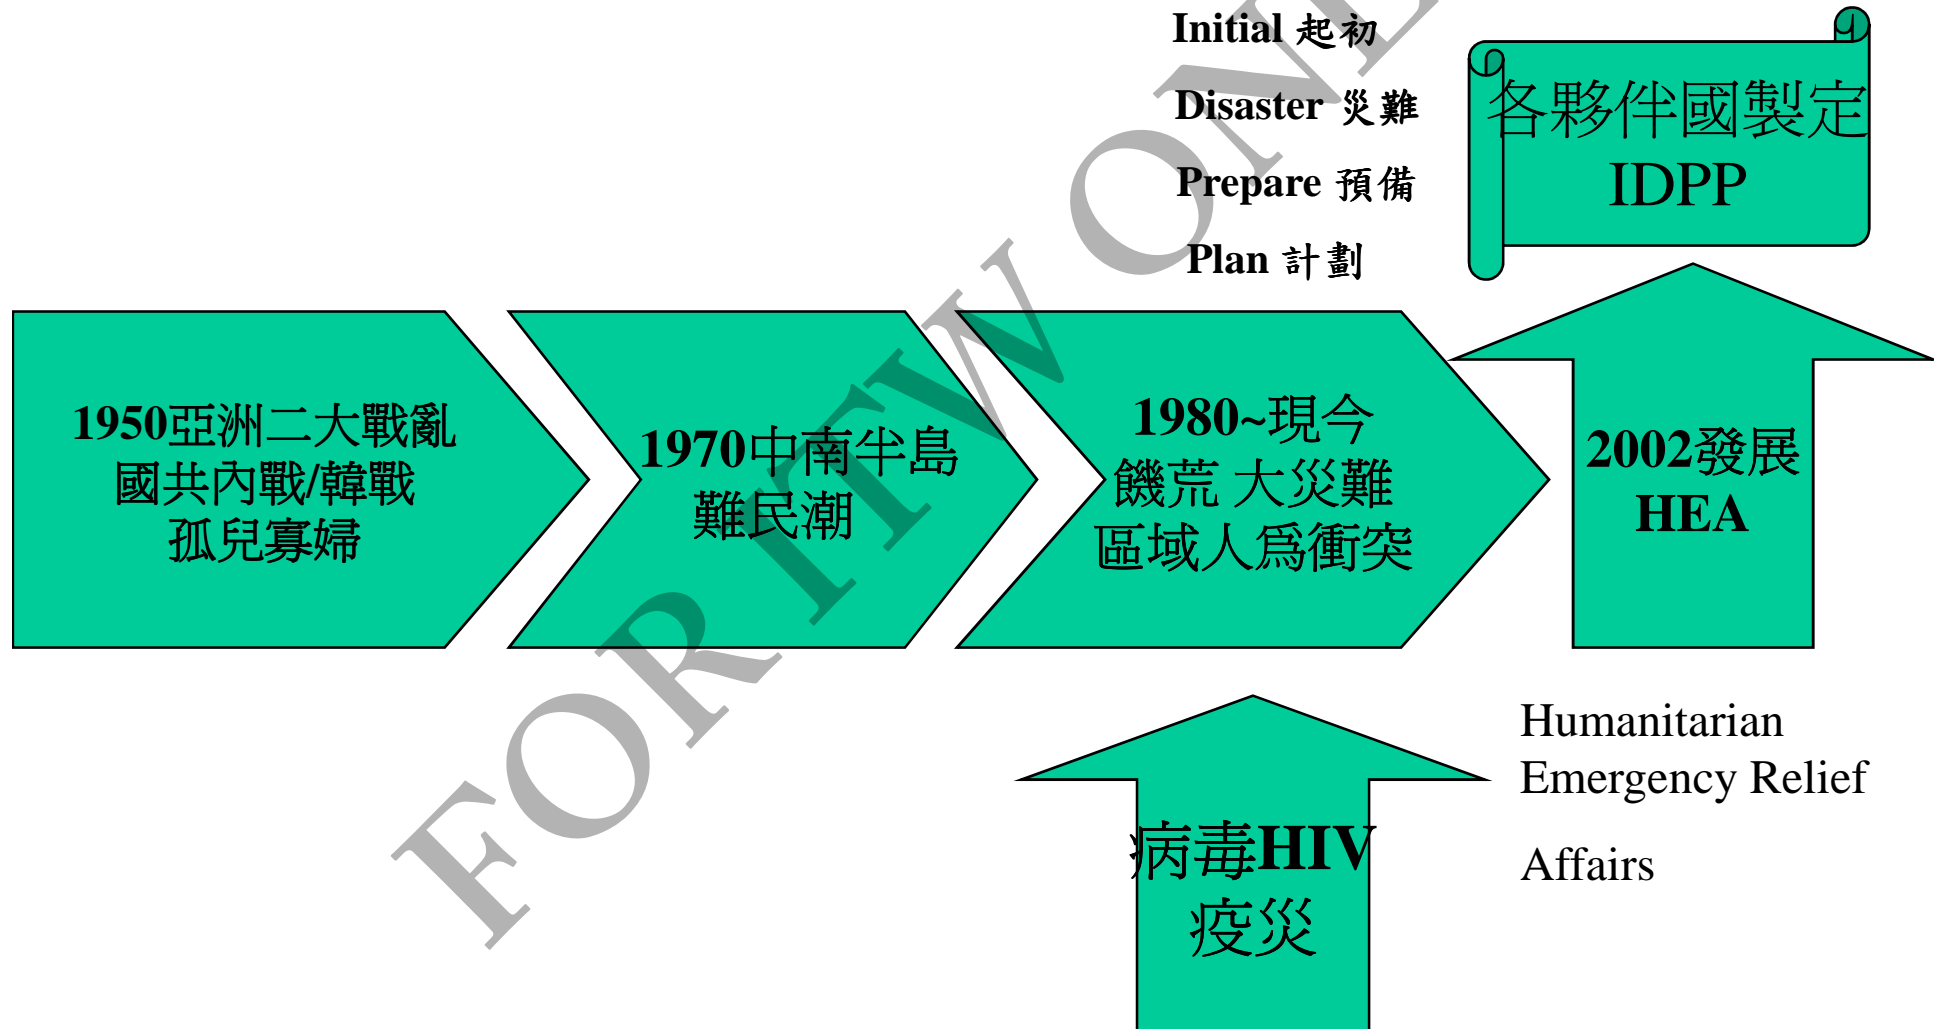 Initial 起初
Disaster 災難
Prepare 預備
Plan 計劃
各夥伴國製定
IDPP
1950亞洲二大戰亂
國共內戰/韓戰
孤兒寡婦
1970中南半島
難民潮
1980~現今
饑荒 大災難
區域人為衝突
2002發展
HEA
病毒HIV
疫災
Humanitarian
Emergency Relief
Affairs
FOR ITW ONL